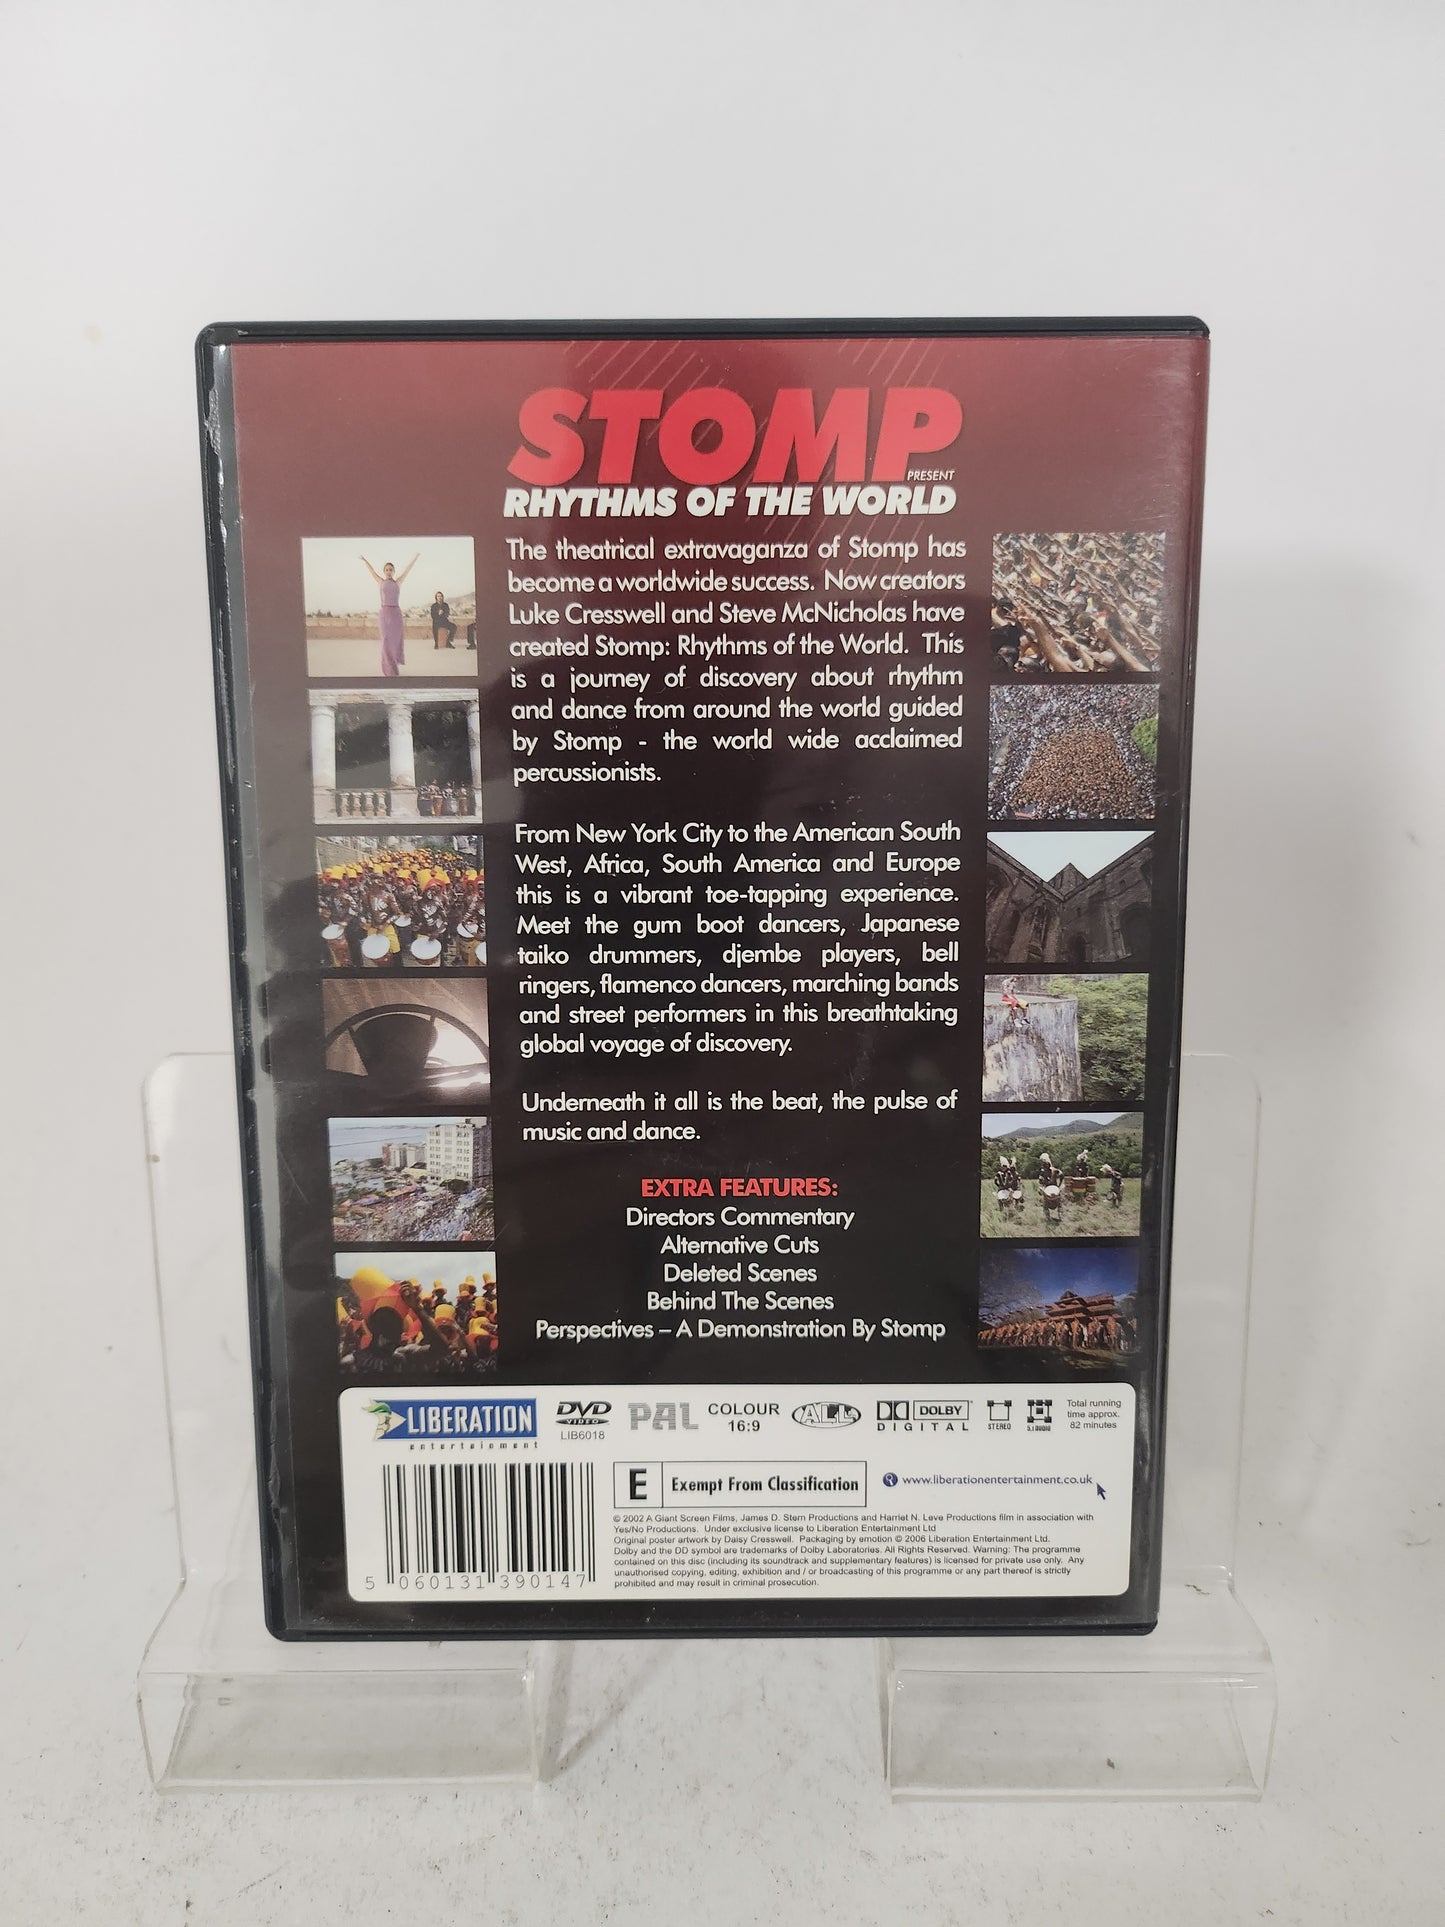 STOMP
PRESENT
RHYTHMS OF THE WORLD
The theatrical extravaganza of Stomp has
become a worldwide success. Now creators
Luke Cresswell and Steve McNicholas have
created Stomp: Rhythms of the World. This
is a journey of discovery about rhythm
and dance from around the world guided
by Stomp - the world wide acclaimed
percussionists.
From New York City to the American South
West, Africa, South America and Europe
this is a vibrant toe-tapping experience.
Meet the gum boot dancers, Japanese
taiko drummers, djembe players, bell
ringers, flamenco dancers, marching bands
and street performers in this breathtaking
global voyage of discovery.
Underneath it all is the beat, the pulse of
music and dance.
EXTRA FEATURES:
Directors Commentary
Alternative Cuts
Deleted Scenes
Behind The Scenes
Perspectives – A Demonstration By Stomp
LIBERATION
entertainment
DVD
VIDEO
LIB6018
PAL
COLOUR
16:9
ALL
DOLBY
DIGITAL
STEREO
5.1 AUDIO
Total running
time approx.
82 minutes
E
Exempt From Classification
www.liberationentertainment.co.uk
© 2002 A Giant Screen Films, James D. Stern Productions and Harriet N. Leve Productions film in association with
Yes/No Productions. Under exclusive license to Liberation Entertainment Ltd
Original poster artwork by Daisy Cresswell. Packaging by emotion © 2006 Liberation Entertainment Ltd.
Dolby and the DD symbol are trademarks of Dolby Laboratories. All Rights Reserved. Warning: The programme
contained on this disc (including its soundtrack and supplementary features) is licensed for private use only. Any
unauthorised copying, editing, exhibition and / or broadcasting of this programme or any part thereof is strictly
prohibited and may result in criminal prosecution.
5 060131 390147